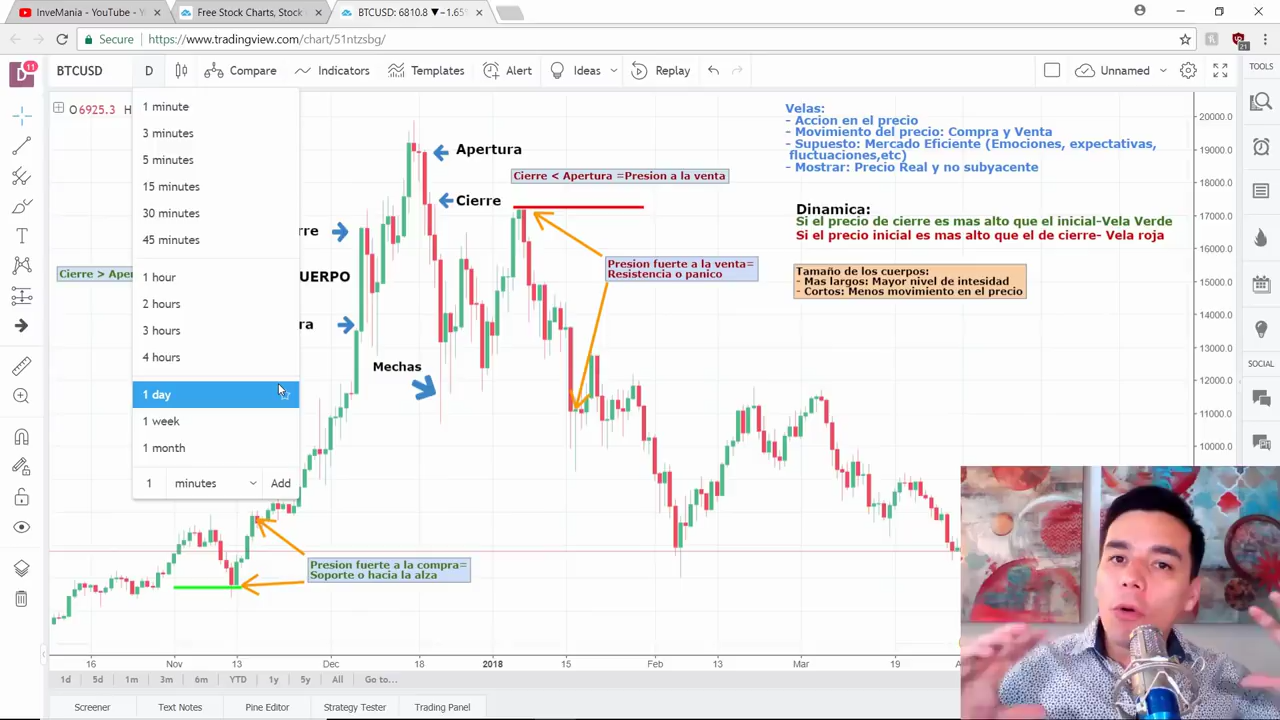 InveMania - YouTube - Y
Free Stock Charts, Stock
BTCUSD: 6810.8 ▼−1.65%
Secure
https://www.tradingview.com/chart/51ntzsbg/
21
D
11
BTCUSD
D
Compare
Indicators
Templates
Alert
Ideas
Replay
Unnamed
TOOLS
O 6925.3 H
1 minute
3 minutes
5 minutes
15 minutes
30 minutes
45 minutes
1 hour
2 hours
3 hours
4 hours
1 day
1 week
1 month
1 minutes Add
Velas:
- Accion en el precio
- Movimiento del precio: Compra y Venta
- Supuesto: Mercado Eficiente (Emociones, expectativas,
fluctuaciones,etc)
- Mostrar: Precio Real y no subyacente
Apertura
Cierre < Apertura =Presion a la venta
Cierre
Dinamica:
Si el precio de cierre es mas alto que el inicial-Vela Verde
Si el precio inicial es mas alto que el de cierre- Vela roja
rre
Cierre > Aper
UERPO
Presion fuerte a la venta=
Resistencia o panico
Tamaño de los cuerpos:
- Mas largos: Mayor nivel de intesidad
- Cortos: Menos movimiento en el precio
ra
Mechas
Presion fuerte a la compra=
Soporte o hacia la alza
20000.0
18000.0
17000.0
16000.0
15000.0
14000.0
13000.0
12000.0
11000.0
10000.0
SOCIAL
16
Nov
13
Dec
18
2018
15
Feb
13
Mar
19
1d
5d
1m
3m
6m
YTD
1y
5y
All
Go to...
Screener
Text Notes
Pine Editor
Strategy Tester
Trading Panel